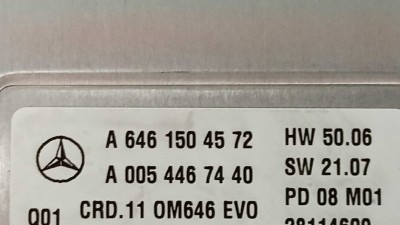 A 646 150 45 72 HW 50.06
A 005 446 74 40 SW 21.07
CRD.11 OM646 EVO PD 08 M01
Q01